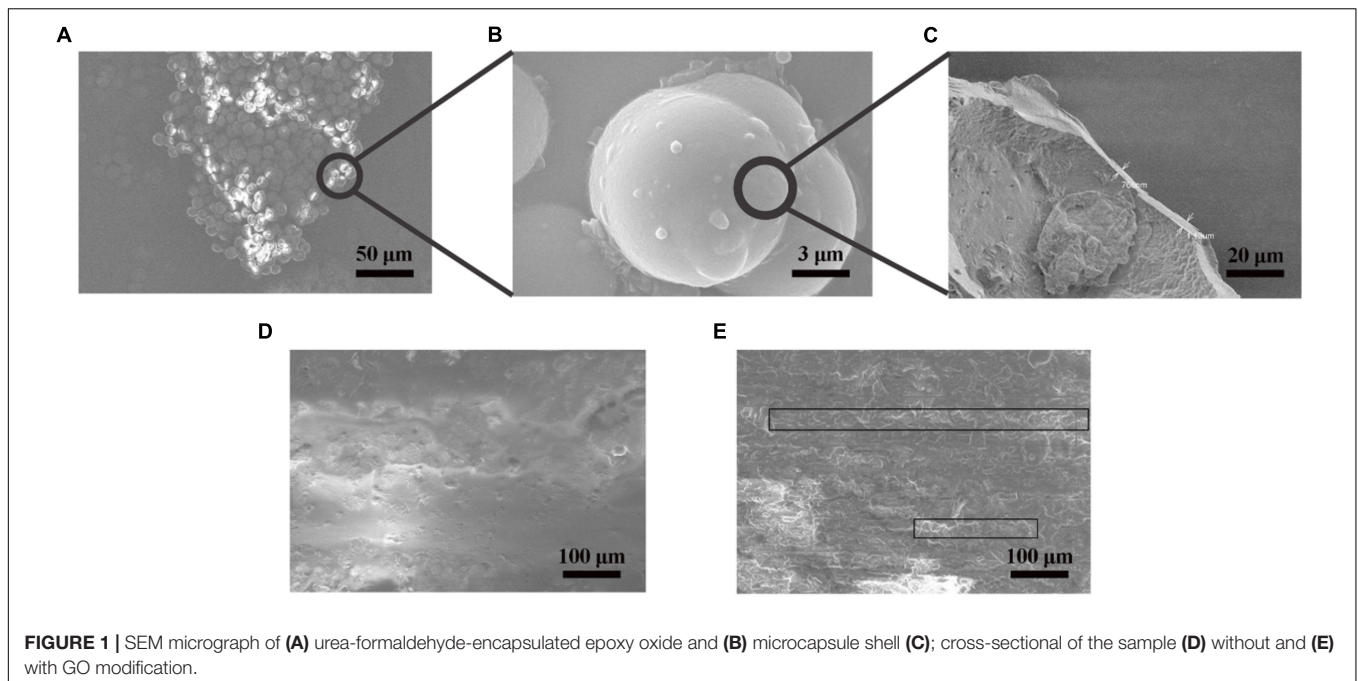 A
B
C
50 μm
3 μm
20 μm
D
E
100 μm
100 μm
FIGURE 1 | SEM micrograph of (A) urea-formaldehyde-encapsulated epoxy oxide and (B) microcapsule shell (C); cross-sectional of the sample (D) without and (E)
with GO modification.